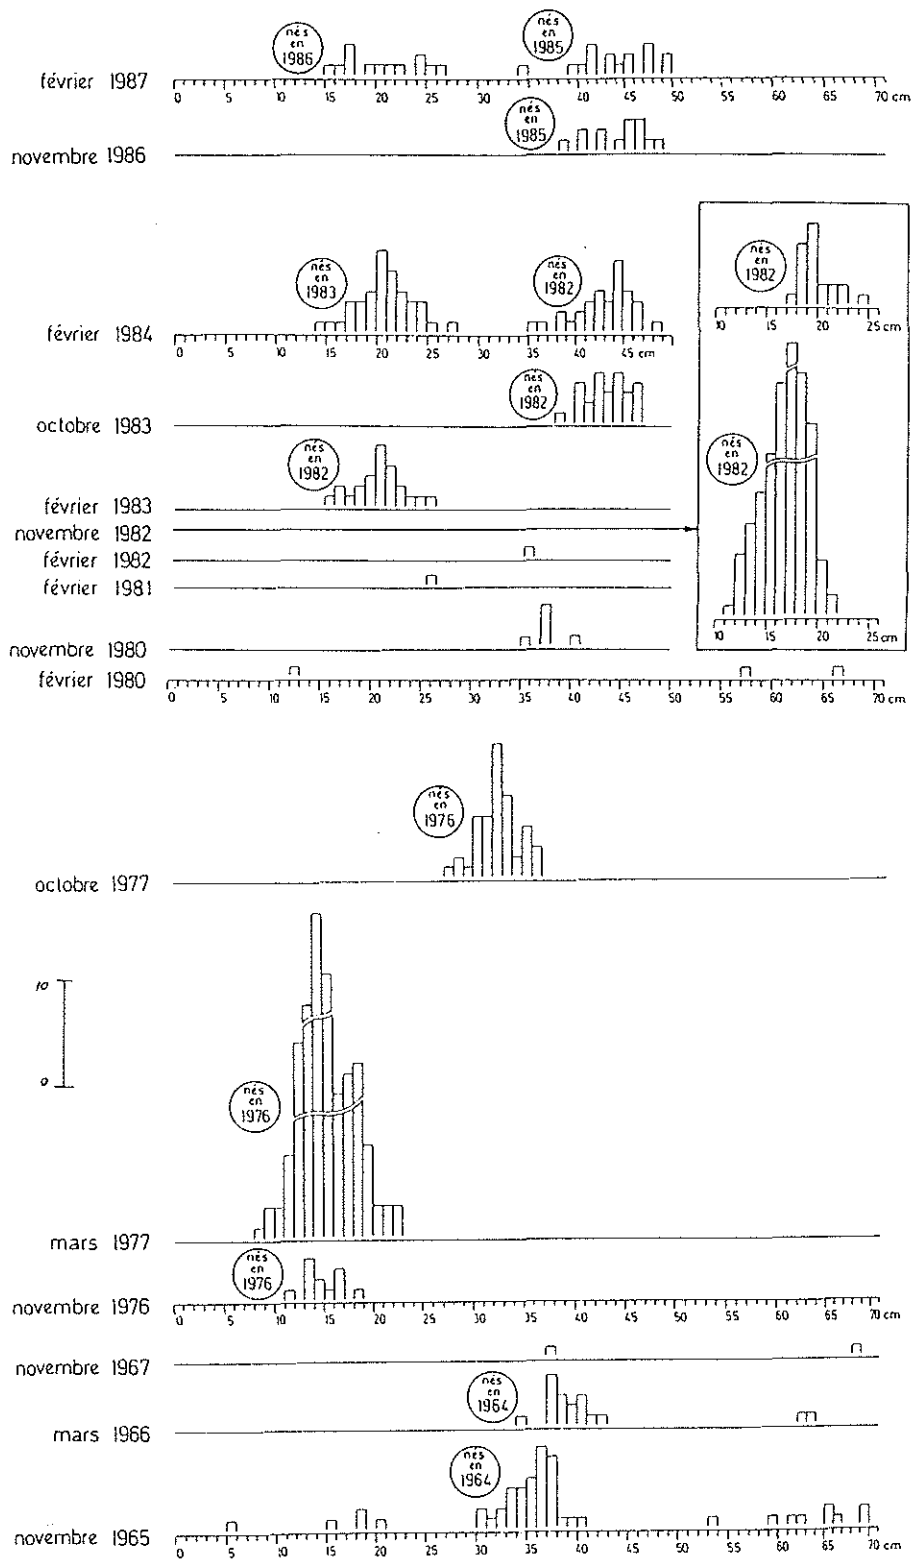 nés
en
1986
nés
en
1985
février 1987
0 5 10 15 20 25 30 35 40 45 50 55 60 65 70 cm
nés
en
1985
novembre 1986
nés
en
1983
nés
en
1982
février 1984
0 5 10 15 20 25 30 35 40 45 cm
nés
en
1982
octobre 1983
nés
en
1982
février 1983
novembre 1982
février 1982
février 1981
novembre 1980
février 1980
0 5 10 15 20 25 30 35 40 45 50 55 60 65 70 cm
nés
en
1982
10 15 20 25 cm
nés
en
1982
10 15 20 25 cm
nés
en
1976
octobre 1977
10
0
nés
en
1976
mars 1977
nés
en
1976
novembre 1976
0 5 10 15 20 25 30 35 40 45 50 55 60 65 70 cm
novembre 1967
nés
en
1964
mars 1966
nés
en
1964
novembre 1965
0 5 10 15 20 25 30 35 40 45 50 55 60 65 70 cm